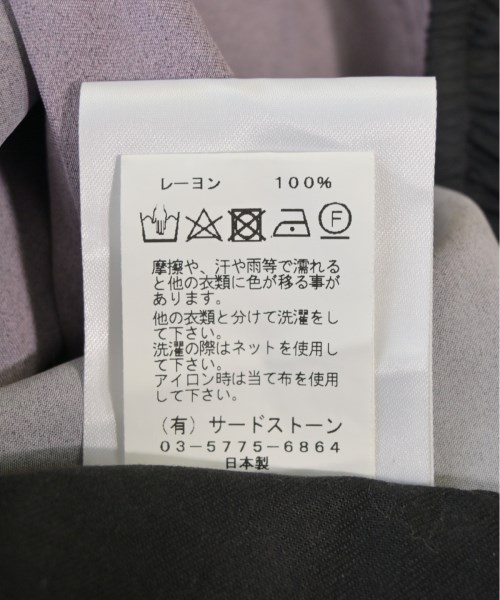 レーヨン 100%
F
摩擦や、汗や雨等で濡れる
と他の衣類に色が移る事が
あります。
他の衣類と分けて洗濯をし
て下さい。
洗濯の際はネットを使用し
て下さい。
アイロン時は当て布を使用
して下さい。
（有）サードストーン
03－5775－6864
日本製